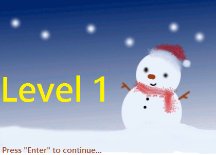 Level 1
Press "Enter" to continue...